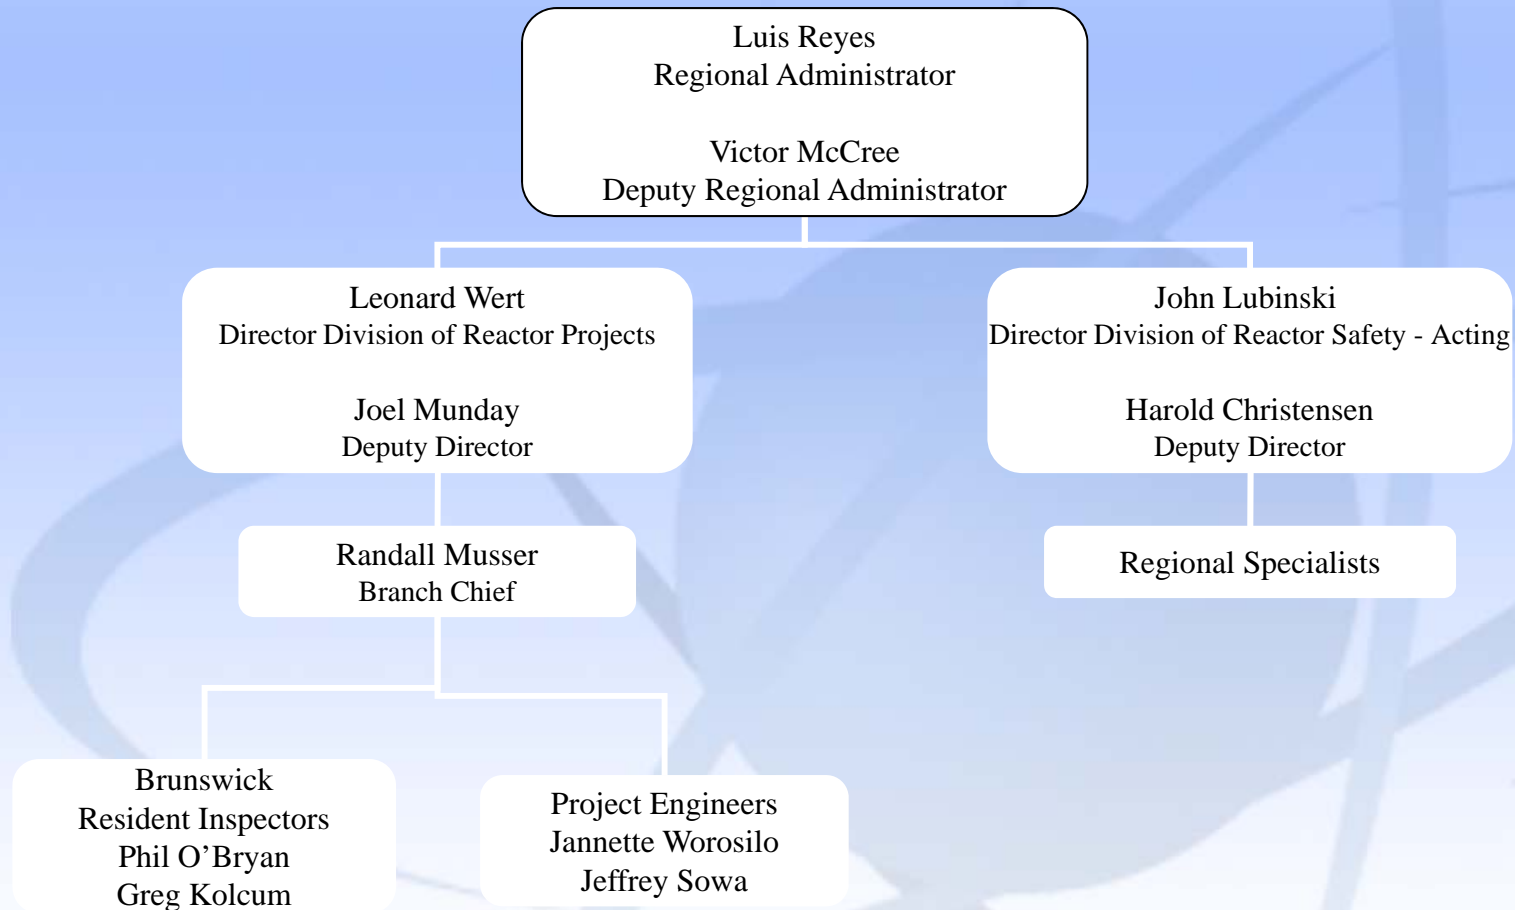 Luis Reyes
Regional Administrator
Victor McCree
Deputy Regional Administrator
Leonard Wert
Director Division of Reactor Projects
Joel Munday
Deputy Director
John Lubinski
Director Division of Reactor Safety - Acting
Harold Christensen
Deputy Director
Randall Musser
Branch Chief
Regional Specialists
Brunswick
Resident Inspectors
Phil O’Bryan
Greg Kolcum
Project Engineers
Jannette Worosilo
Jeffrey Sowa